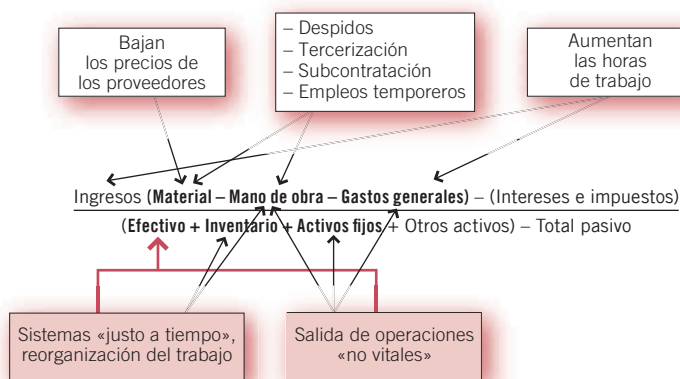 Bajan
los precios de
los proveedores
– Despidos
– Tercerización
– Subcontratación
– Empleos temporeros
Aumentan
las horas
de trabajo
Ingresos (Material – Mano de obra – Gastos generales) – (Intereses e impuestos)
(Efectivo + Inventario + Activos fijos + Otros activos) – Total pasivo
Sistemas «justo a tiempo»,
reorganización del trabajo
Salida de operaciones
«no vitales»